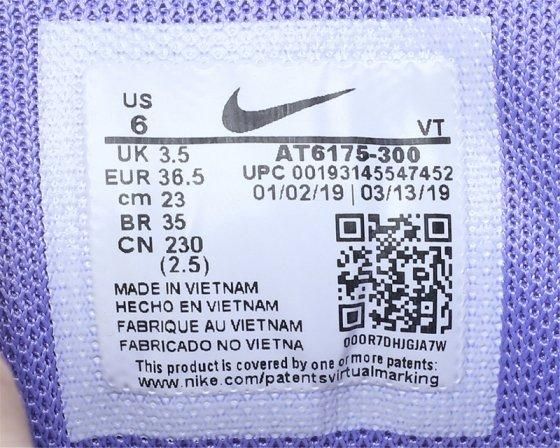 US
6
VT
UK 3.5
EUR 36.5
cm 23
BR 35
CN 230
(2.5)
AT6175-300
UPC 00193145547452
01/02/19 | 03/13/19
MADE IN VIETNAM
HECHO EN VIETNAM
FABRIQUE AU VIETNAM
FABRICADO NO VIETNA
000R7DHJGJA7W
This product is covered by one or more patents:
www.nike.com/patentsvirtualmarking